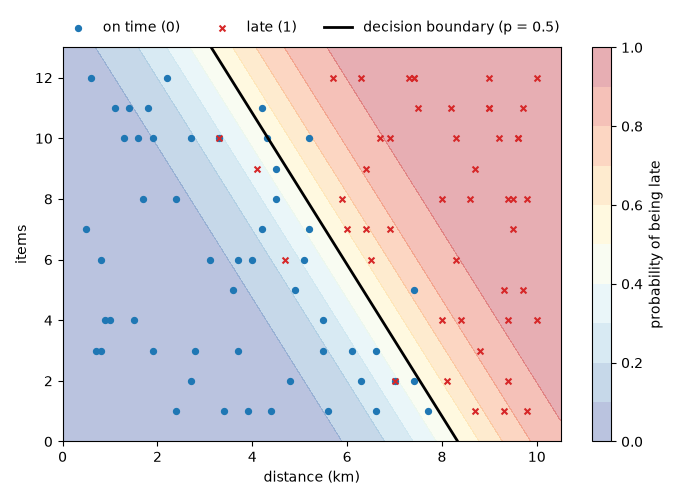 on time (0) late (1) decision boundary (p = 0.5)
12
10
8
6
4
2
0
items
0 2 4 6 8 10
distance (km)
1.0
0.8
0.6
0.4
0.2
0.0
probability of being late